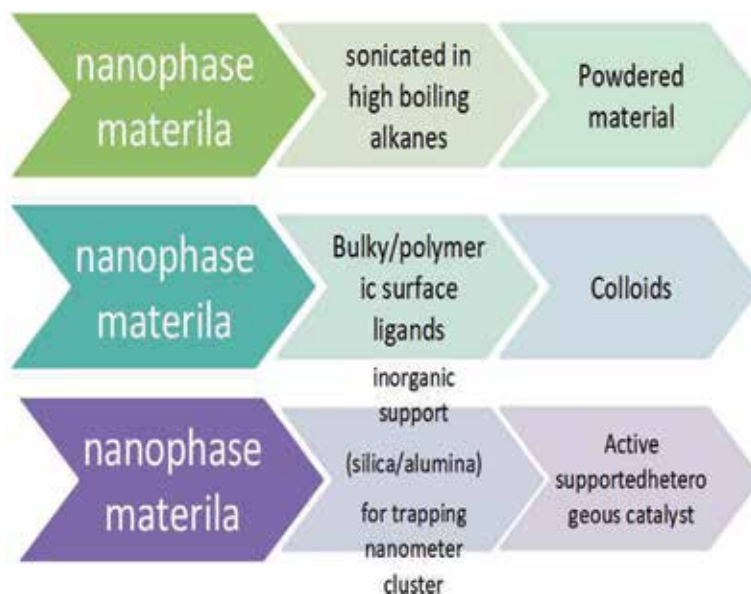 nanophase
materila
sonicated in
high boiling
alkanes
Powdered
material
nanophase
materila
Bulky/polymer
ic surface
ligands
Colloids
nanophase
materila
inorganic
support
(silica/alumina)
for trapping
nanometer
cluster
Active
supportedhetero
geous catalyst